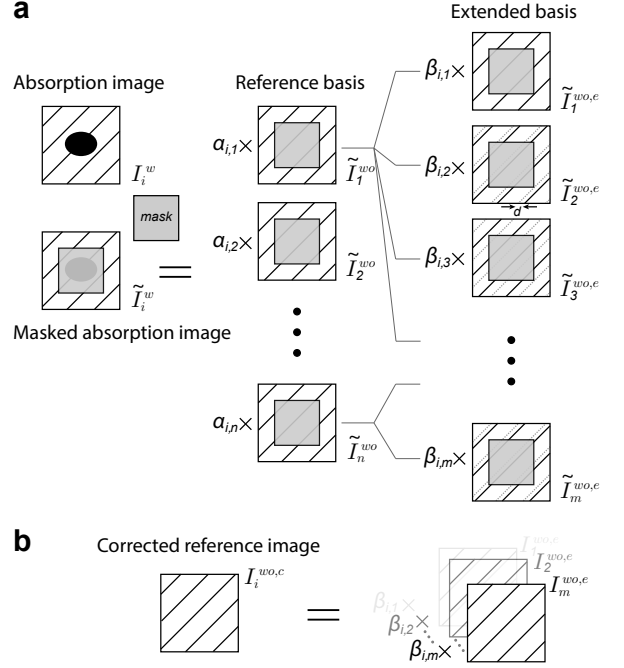 a
Extended basis
Absorption image
Reference basis
β_{i,1}×
Ĩ_1^{wo,e}
α_{i,1}×
Ĩ_1^{wo}
I_i^w
β_{i,2}×
Ĩ_2^{wo,e}
d
mask
α_{i,2}×
Ĩ_2^{wo}
=
β_{i,3}×
Ĩ_3^{wo,e}
Ĩ_i^w
Masked absorption image
α_{i,n}×
Ĩ_n^{wo}
β_{i,m}×
Ĩ_m^{wo,e}
b
Corrected reference image
I_i^{wo,c}
=
I_1^{wo,e}
I_2^{wo,e}
I_m^{wo,e}
β_{i,1}×
β_{i,2}×
β_{i,m}×